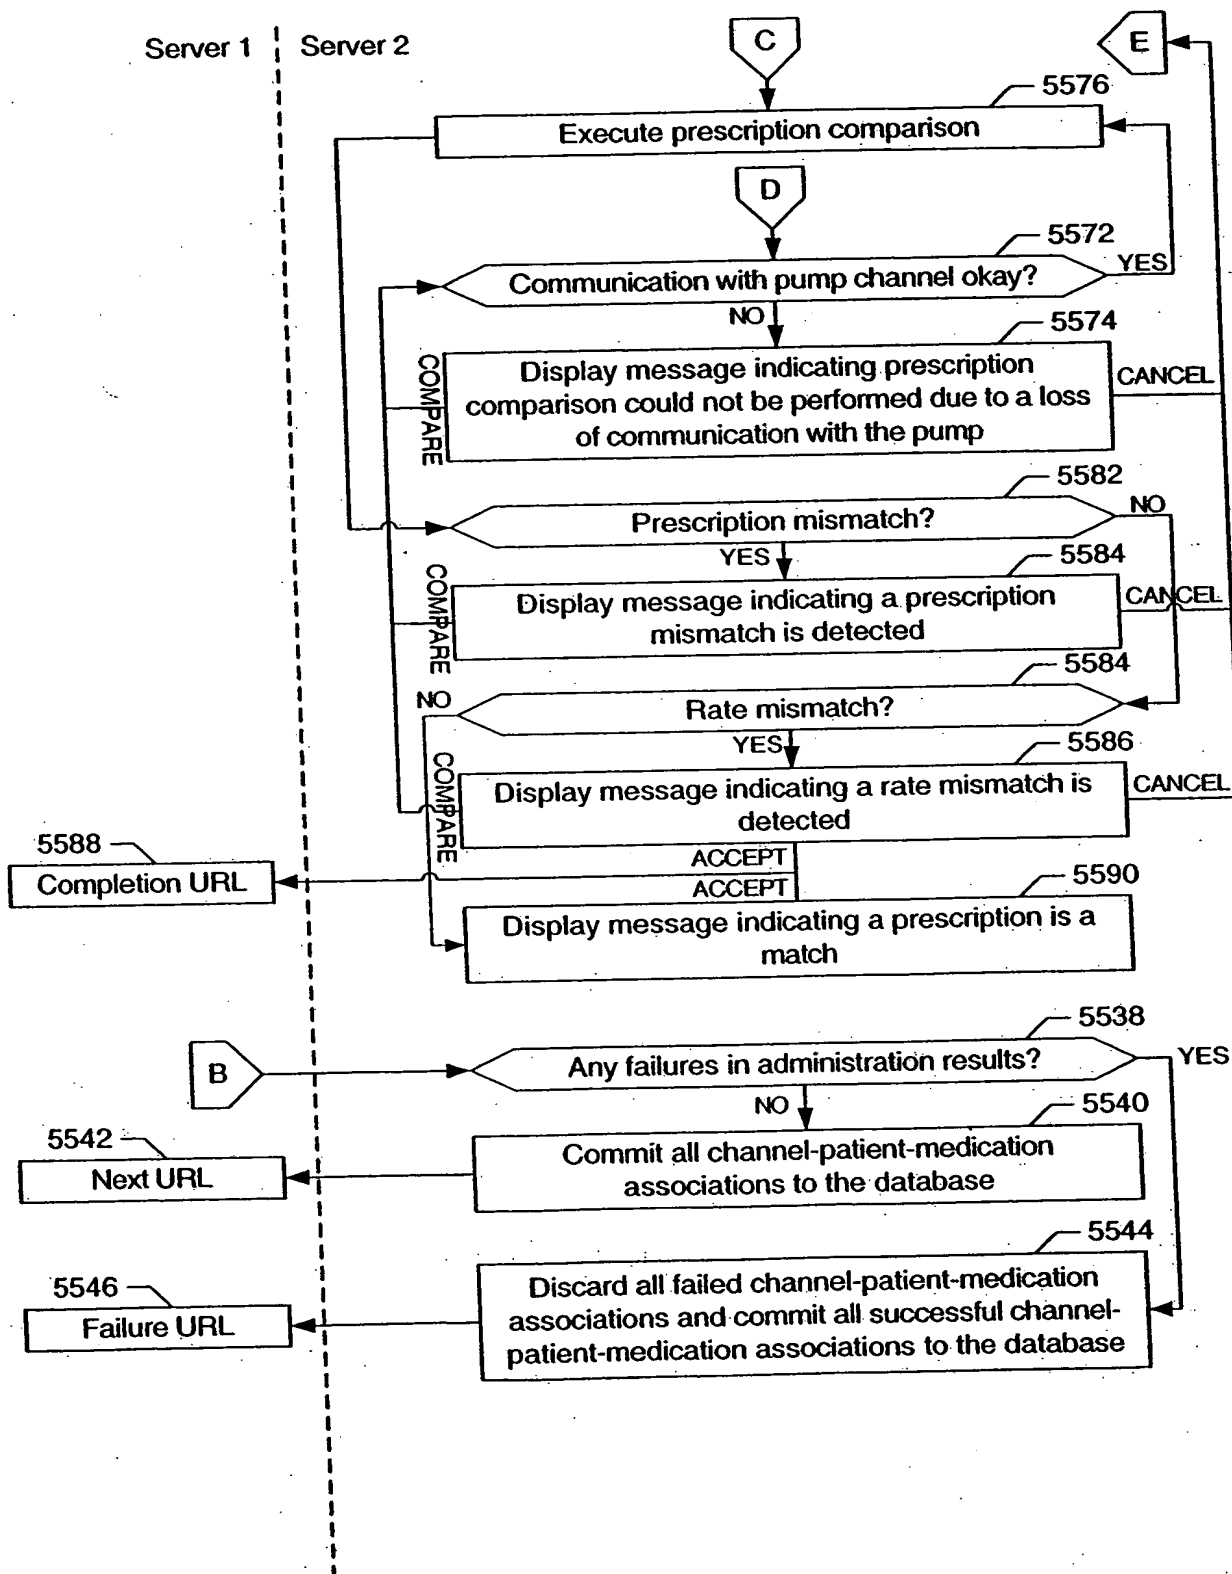 Server 1
Server 2
C
E
5576
Execute prescription comparison
D
5572
Communication with pump channel okay?
YES
NO
5574
COMPARE
Display message indicating prescription
comparison could not be performed due to a loss
of communication with the pump
CANCEL
5582
Prescription mismatch?
NO
YES
5584
COMPARE
Display message indicating a prescription
mismatch is detected
CANCEL
5584
NO
Rate mismatch?
YES
5586
COMPARE
Display message indicating a rate mismatch is
detected
CANCEL
5588
Completion URL
ACCEPT
ACCEPT
5590
Display message indicating a prescription is a
match
5538
B
Any failures in administration results?
YES
NO
5540
5542
Next URL
Commit all channel-patient-medication
associations to the database
5544
5546
Failure URL
Discard all failed channel-patient-medication
associations and commit all successful channel-
patient-medication associations to the database